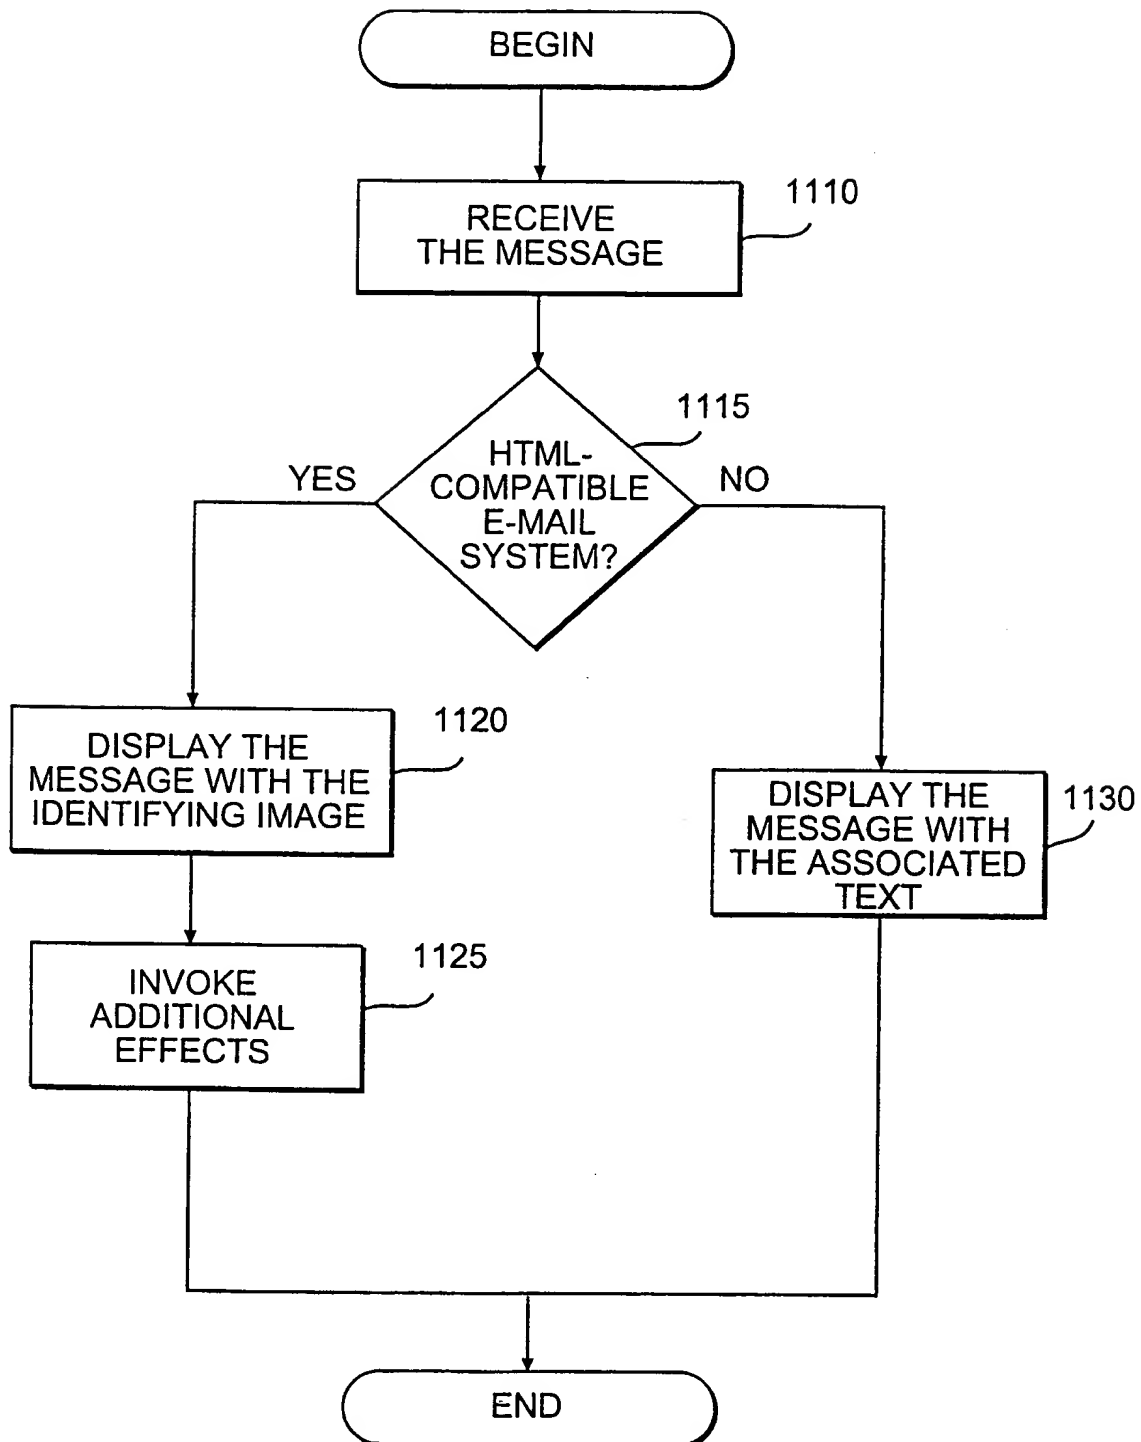 BEGIN
RECEIVE
THE MESSAGE
1110
1115
HTML-
COMPATIBLE
E-MAIL
SYSTEM?
YES
NO
DISPLAY THE
MESSAGE WITH THE
IDENTIFYING IMAGE
1120
DISPLAY THE
MESSAGE WITH
THE ASSOCIATED
TEXT
1130
INVOKE
ADDITIONAL
EFFECTS
1125
END